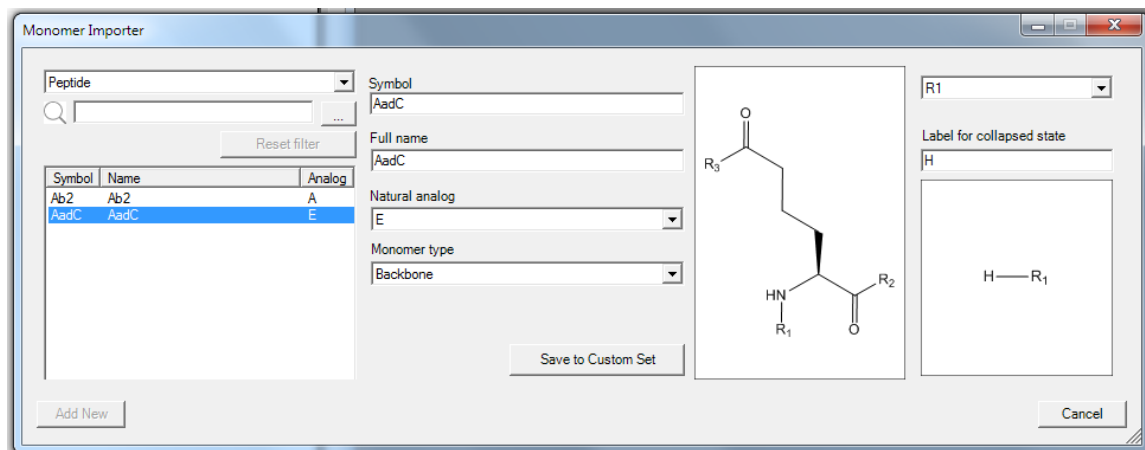 Monomer Importer
Peptide
...
Reset filter
Symbol Name Analog
Ab2 Ab2 A
AadC AadC E
Add New
Symbol
AadC
Full name
AadC
Natural analog
E
Monomer type
Backbone
Save to Custom Set
O
R3
R2
HN
R1
O
R1
Label for collapsed state
H
H—R1
Cancel